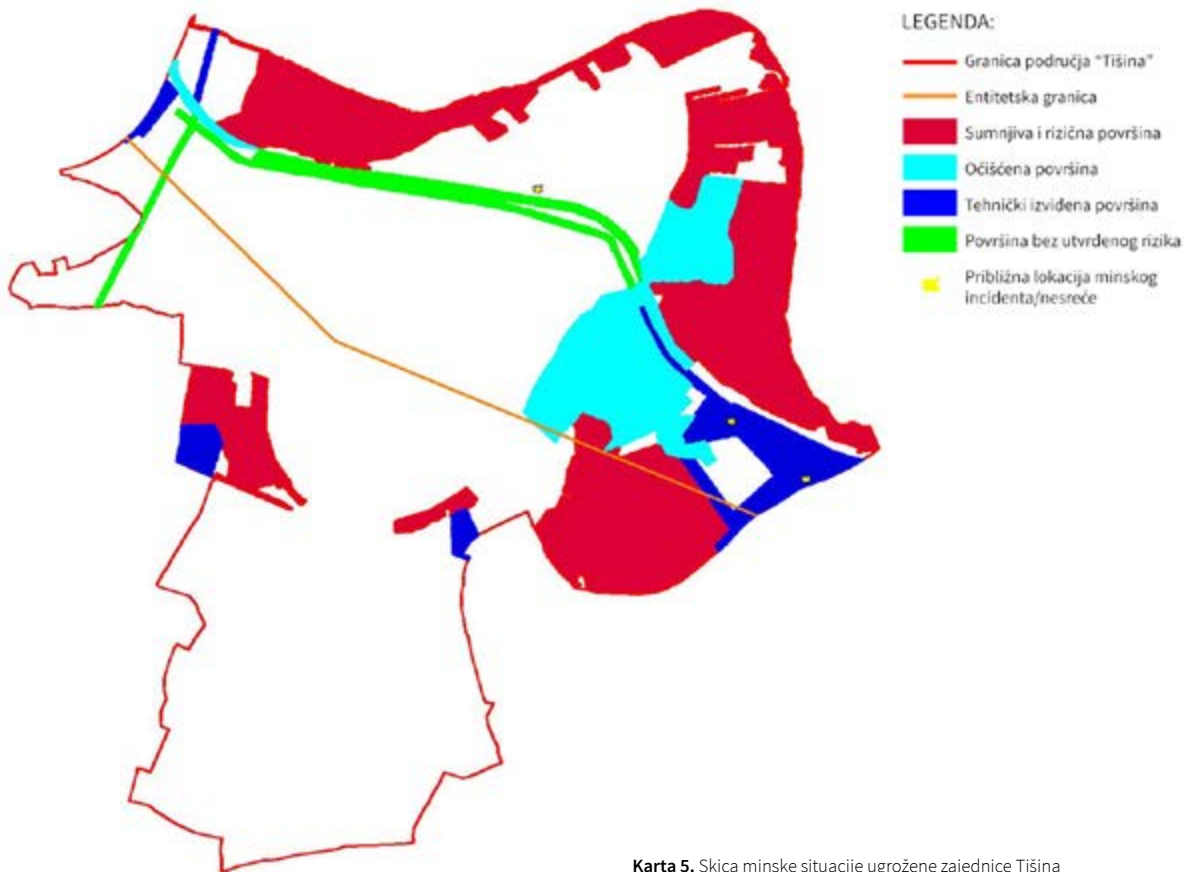 LEGENDA:
Granica područja "Tišina"
Entitetska granica
Sumnjiva i rizična površina
Očišćena površina
Tehnički izviđena površina
Površina bez utvrđenog rizika
Približna lokacija minskog
incidenta/nesreće
Karta 5. Skica minske situacije ugrožene zajednice Tišina